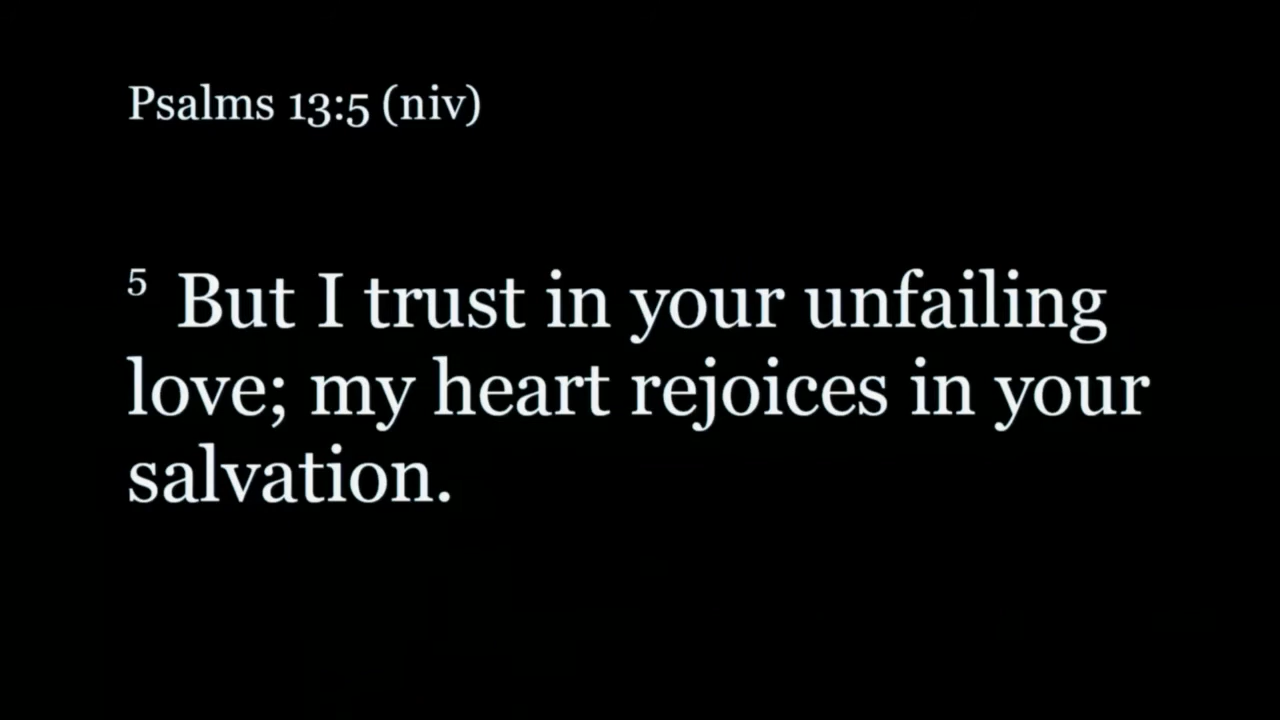 Psalms 13:5 (niv)
5 But I trust in your unfailing
love; my heart rejoices in your
salvation.